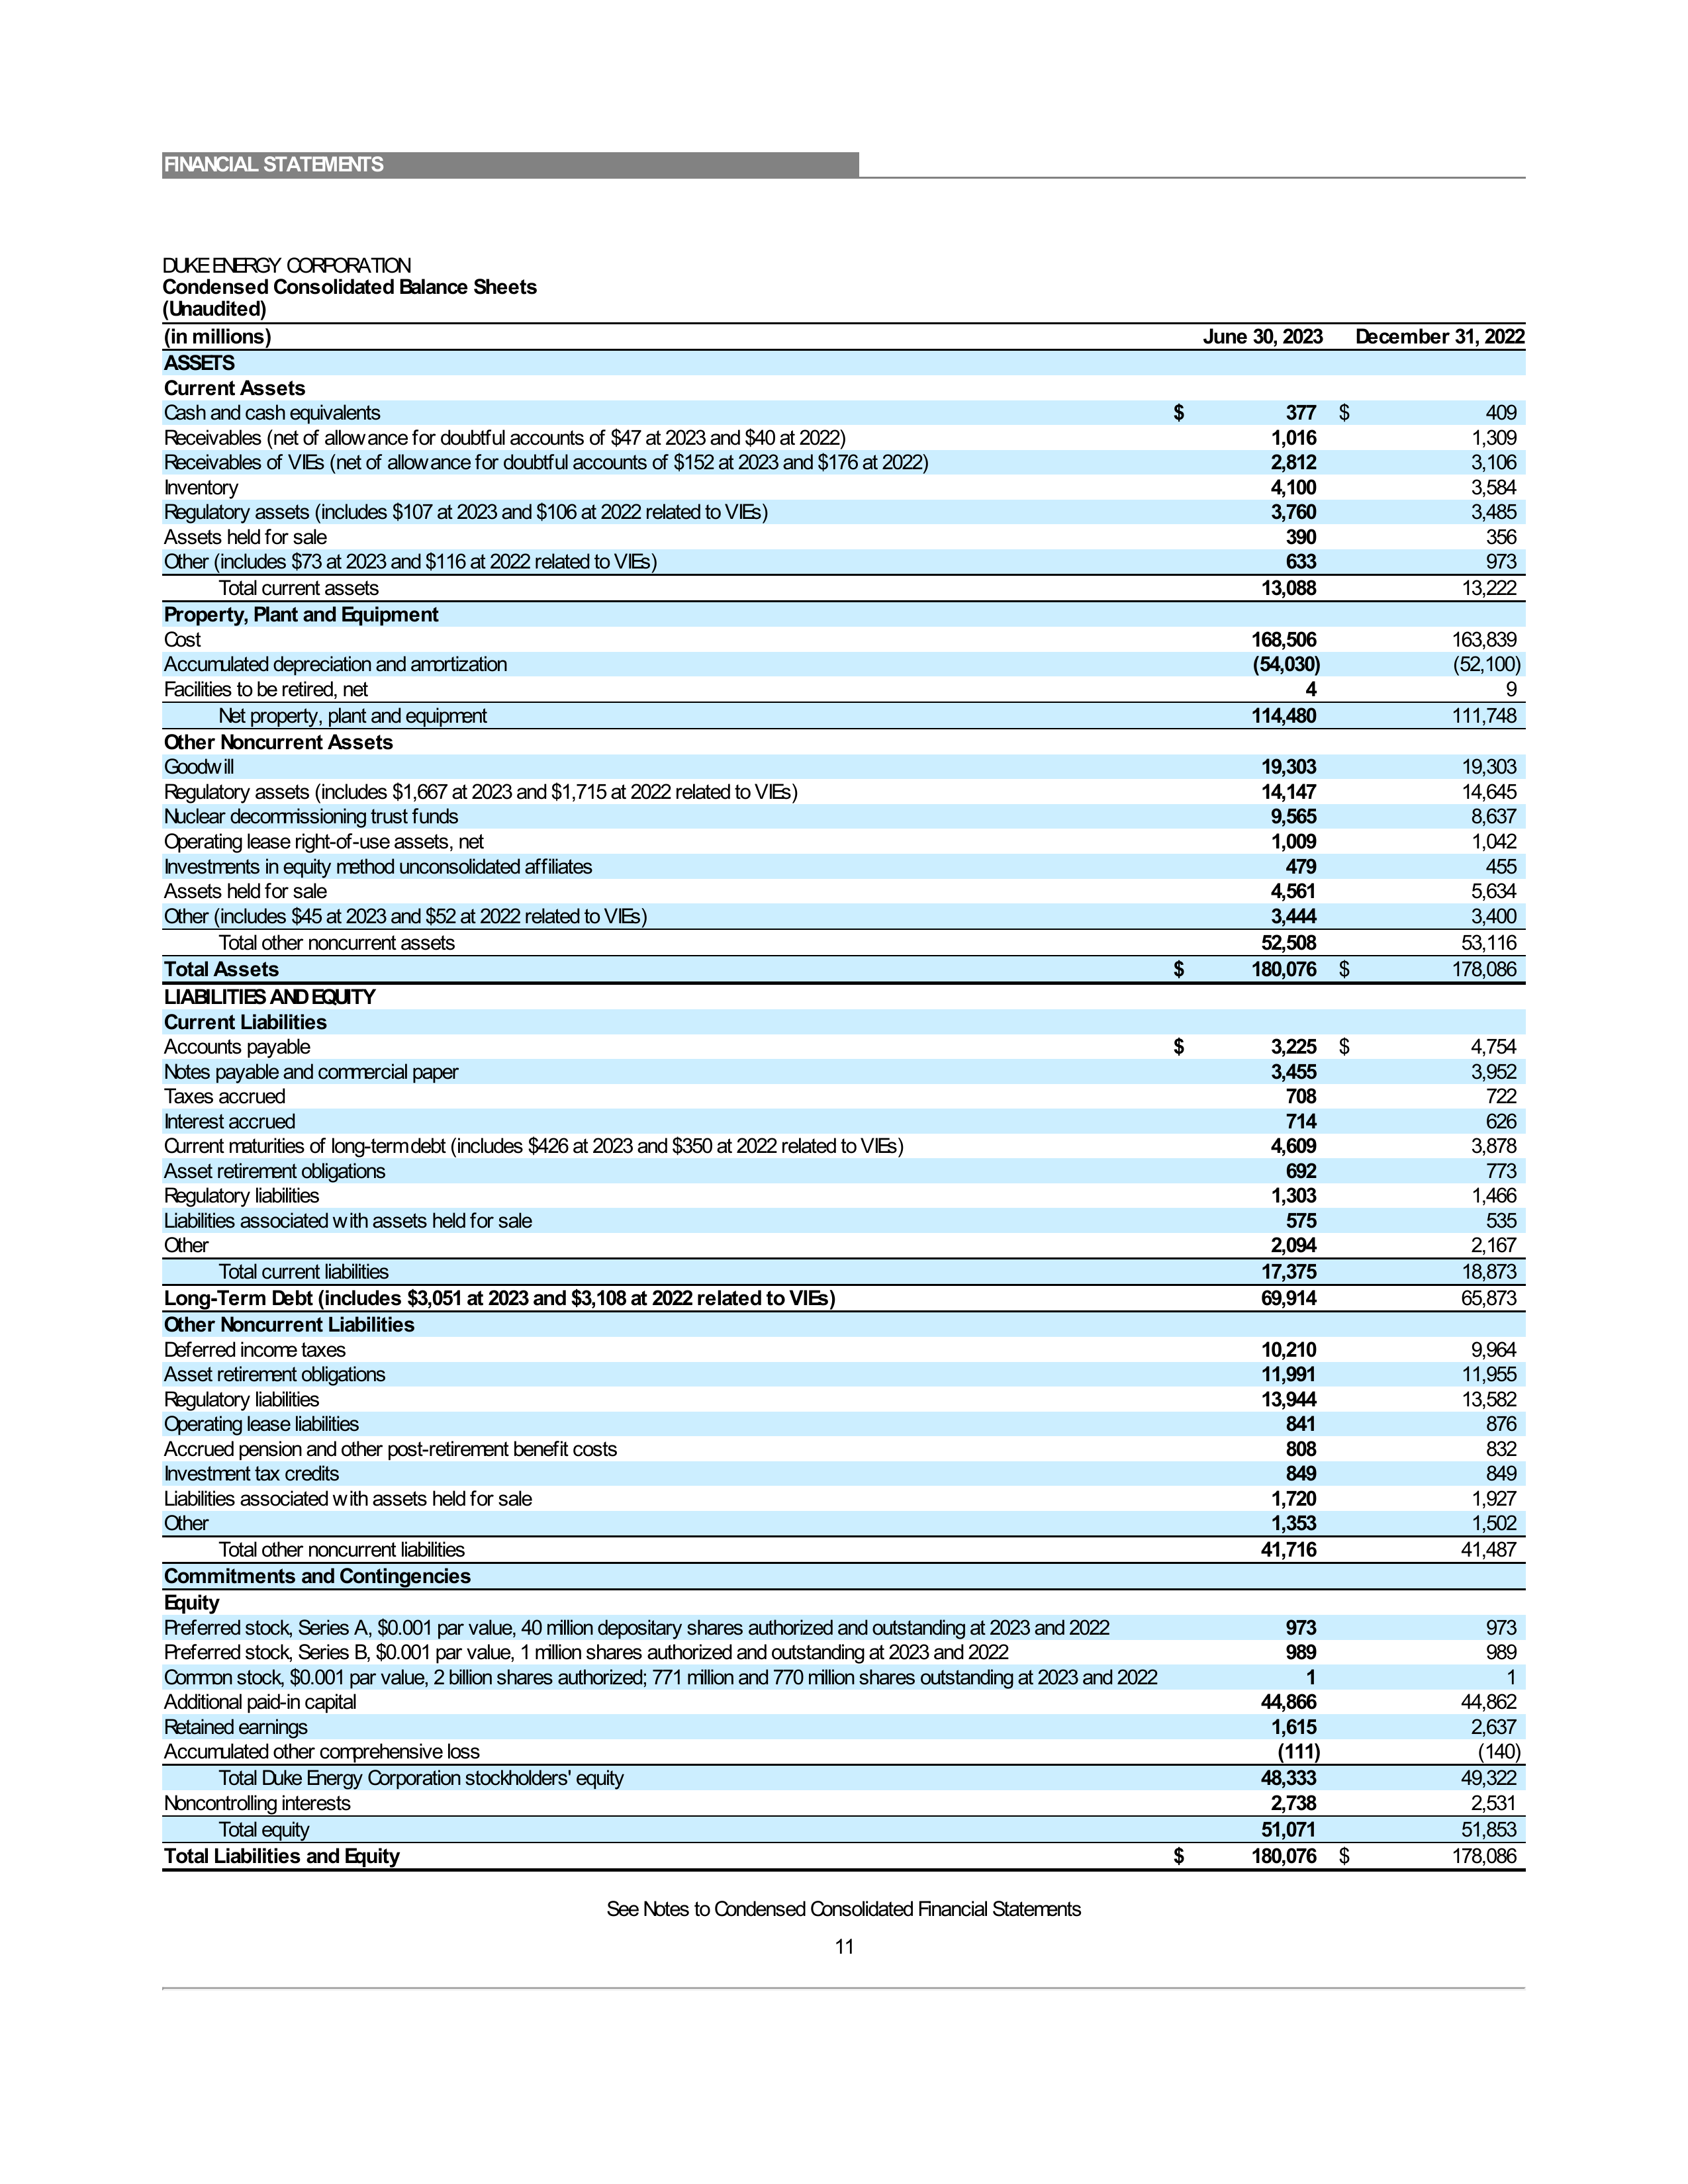 FINANCIAL STATEMENTS
DUKE ENERGY CORPORATION
Condensed Consolidated Balance Sheets
(Unaudited)
(in millions) June 30, 2023 December 31, 2022
ASSETS
Current Assets
Cash and cash equivalents $ 377 $ 409
Receivables (net of allowance for doubtful accounts of $47 at 2023 and $40 at 2022) 1,016 1,309
Receivables of VIEs (net of allowance for doubtful accounts of $152 at 2023 and $176 at 2022) 2,812 3,106
Inventory 4,100 3,584
Regulatory assets (includes $107 at 2023 and $106 at 2022 related to VIEs) 3,760 3,485
Assets held for sale 390 356
Other (includes $73 at 2023 and $116 at 2022 related to VIEs) 633 973
Total current assets 13,088 13,222
Property, Plant and Equipment
Cost 168,506 163,839
Accumulated depreciation and amortization (54,030) (52,100)
Facilities to be retired, net 4 9
Net property, plant and equipment 114,480 111,748
Other Noncurrent Assets
Goodwill 19,303 19,303
Regulatory assets (includes $1,667 at 2023 and $1,715 at 2022 related to VIEs) 14,147 14,645
Nuclear decommissioning trust funds 9,565 8,637
Operating lease right-of-use assets, net 1,009 1,042
Investments in equity method unconsolidated affiliates 479 455
Assets held for sale 4,561 5,634
Other (includes $45 at 2023 and $52 at 2022 related to VIEs) 3,444 3,400
Total other noncurrent assets 52,508 53,116
Total Assets $ 180,076 $ 178,086
LIABILITIES AND EQUITY
Current Liabilities
Accounts payable $ 3,225 $ 4,754
Notes payable and commercial paper 3,455 3,952
Taxes accrued 708 722
Interest accrued 714 626
Current maturities of long-term debt (includes $426 at 2023 and $350 at 2022 related to VIEs) 4,609 3,878
Asset retirement obligations 692 773
Regulatory liabilities 1,303 1,466
Liabilities associated with assets held for sale 575 535
Other 2,094 2,167
Total current liabilities 17,375 18,873
Long-Term Debt (includes $3,051 at 2023 and $3,108 at 2022 related to VIEs) 69,914 65,873
Other Noncurrent Liabilities
Deferred income taxes 10,210 9,964
Asset retirement obligations 11,991 11,955
Regulatory liabilities 13,944 13,582
Operating lease liabilities 841 876
Accrued pension and other post-retirement benefit costs 808 832
Investment tax credits 849 849
Liabilities associated with assets held for sale 1,720 1,927
Other 1,353 1,502
Total other noncurrent liabilities 41,716 41,487
Commitments and Contingencies
Equity
Preferred stock, Series A, $0.001 par value, 40 million depositary shares authorized and outstanding at 2023 and 2022 973 973
Preferred stock, Series B, $0.001 par value, 1 million shares authorized and outstanding at 2023 and 2022 989 989
Common stock, $0.001 par value, 2 billion shares authorized; 771 million and 770 million shares outstanding at 2023 and 2022 1 1
Additional paid-in capital 44,866 44,862
Retained earnings 1,615 2,637
Accumulated other comprehensive loss (111) (140)
Total Duke Energy Corporation stockholders' equity 48,333 49,322
Noncontrolling interests 2,738 2,531
Total equity 51,071 51,853
Total Liabilities and Equity $ 180,076 $ 178,086
See Notes to Condensed Consolidated Financial Statements
11